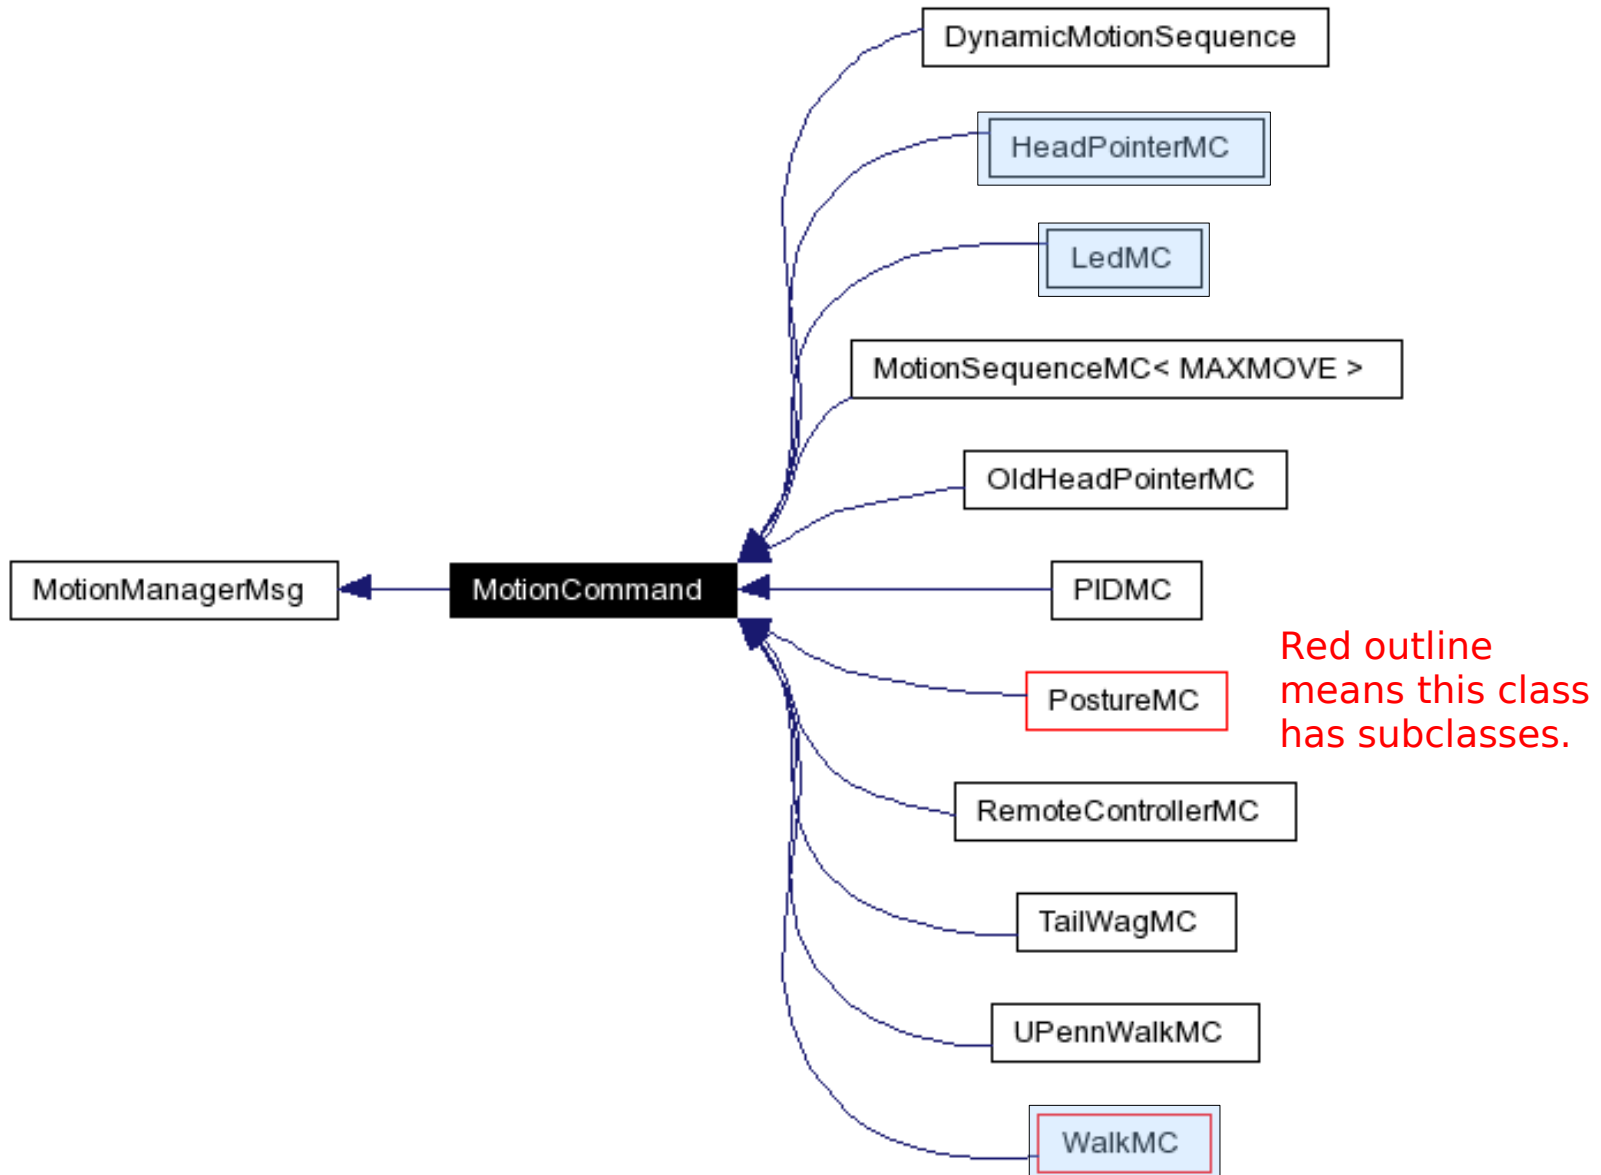 DynamicMotionSequence
HeadPointerMC
LedMC
MotionSequenceMC< MAXMOVE >
OldHeadPointerMC
MotionManagerMsg
MotionCommand
PIDMC
Red outline
means this class
has subclasses.
PostureMC
RemoteControllerMC
TailWagMC
UPennWalkMC
WalkMC